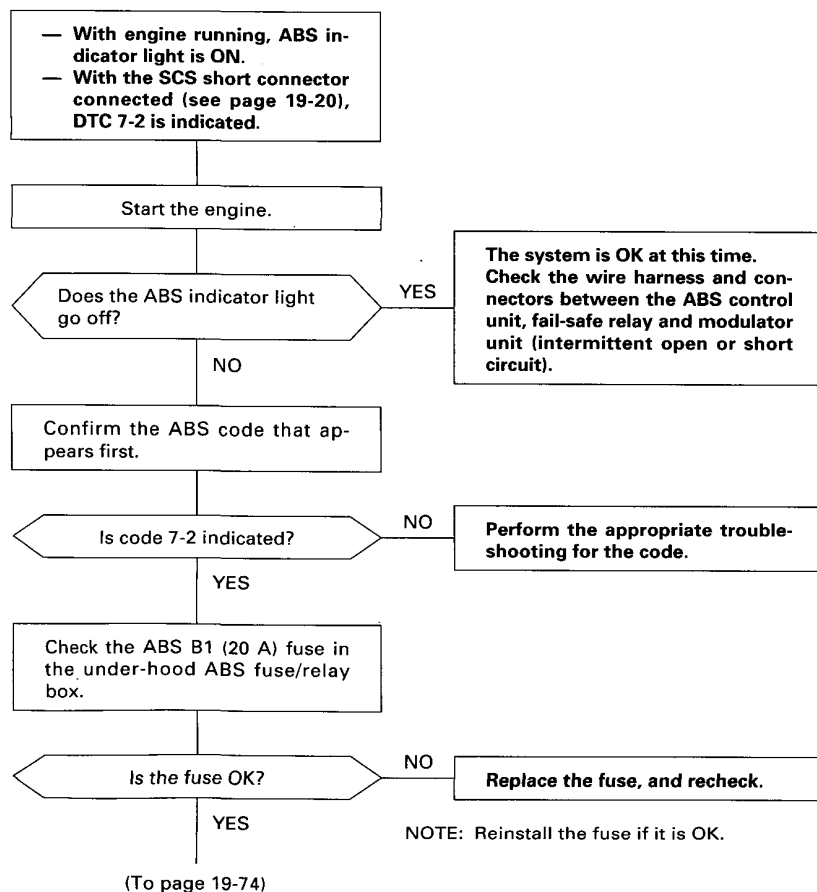 — With engine running, ABS in-
dicator light is ON.
— With the SCS short connector
connected (see page 19-20),
DTC 7-2 is indicated.
Start the engine.
Does the ABS indicator light
go off?
YES
The system is OK at this time.
Check the wire harness and con-
nectors between the ABS control
unit, fail-safe relay and modulator
unit (intermittent open or short
circuit).
NO
Confirm the ABS code that ap-
pears first.
Is code 7-2 indicated?
NO
Perform the appropriate trouble-
shooting for the code.
YES
Check the ABS B1 (20 A) fuse in
the under-hood ABS fuse/relay
box.
Is the fuse OK?
NO
Replace the fuse, and recheck.
YES
NOTE: Reinstall the fuse if it is OK.
(To page 19-74)